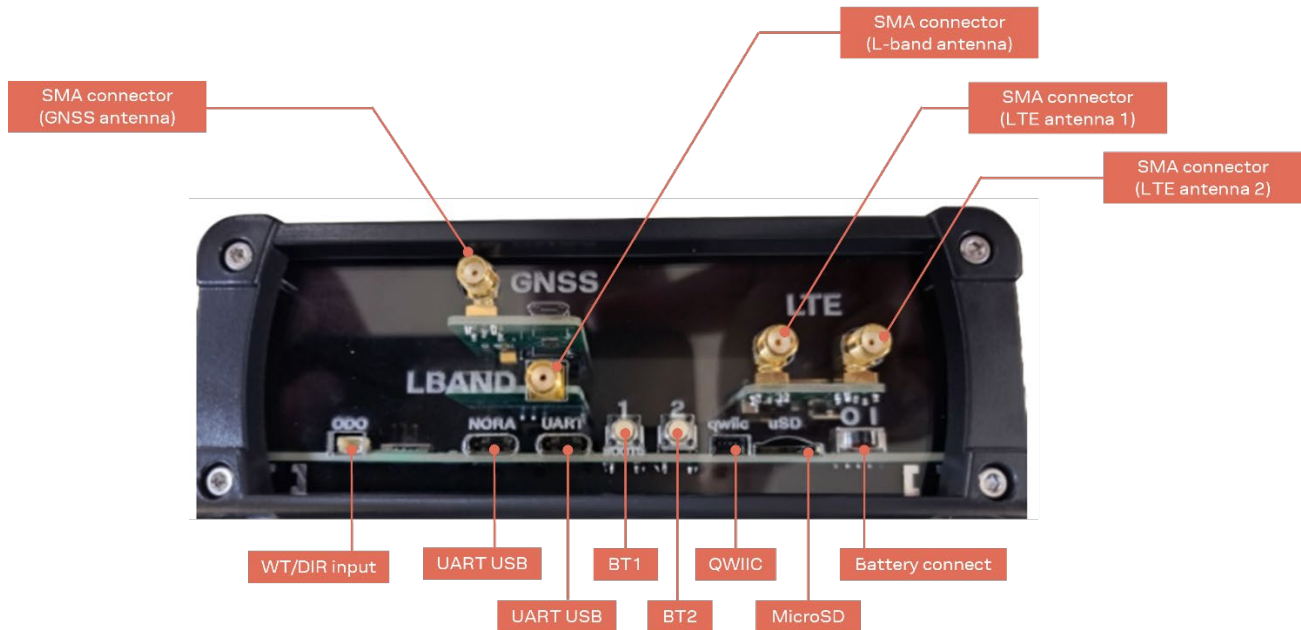 SMA connector
(L-band antenna)
SMA connector
(GNSS antenna)
SMA connector
(LTE antenna 1)
SMA connector
(LTE antenna 2)
GNSS
LTE
LBAND
ODO
NORA
UART
1
2
qwiic
uSD
O I
WT/DIR input
UART USB
BT1
QWIIC
Battery connect
UART USB
BT2
MicroSD